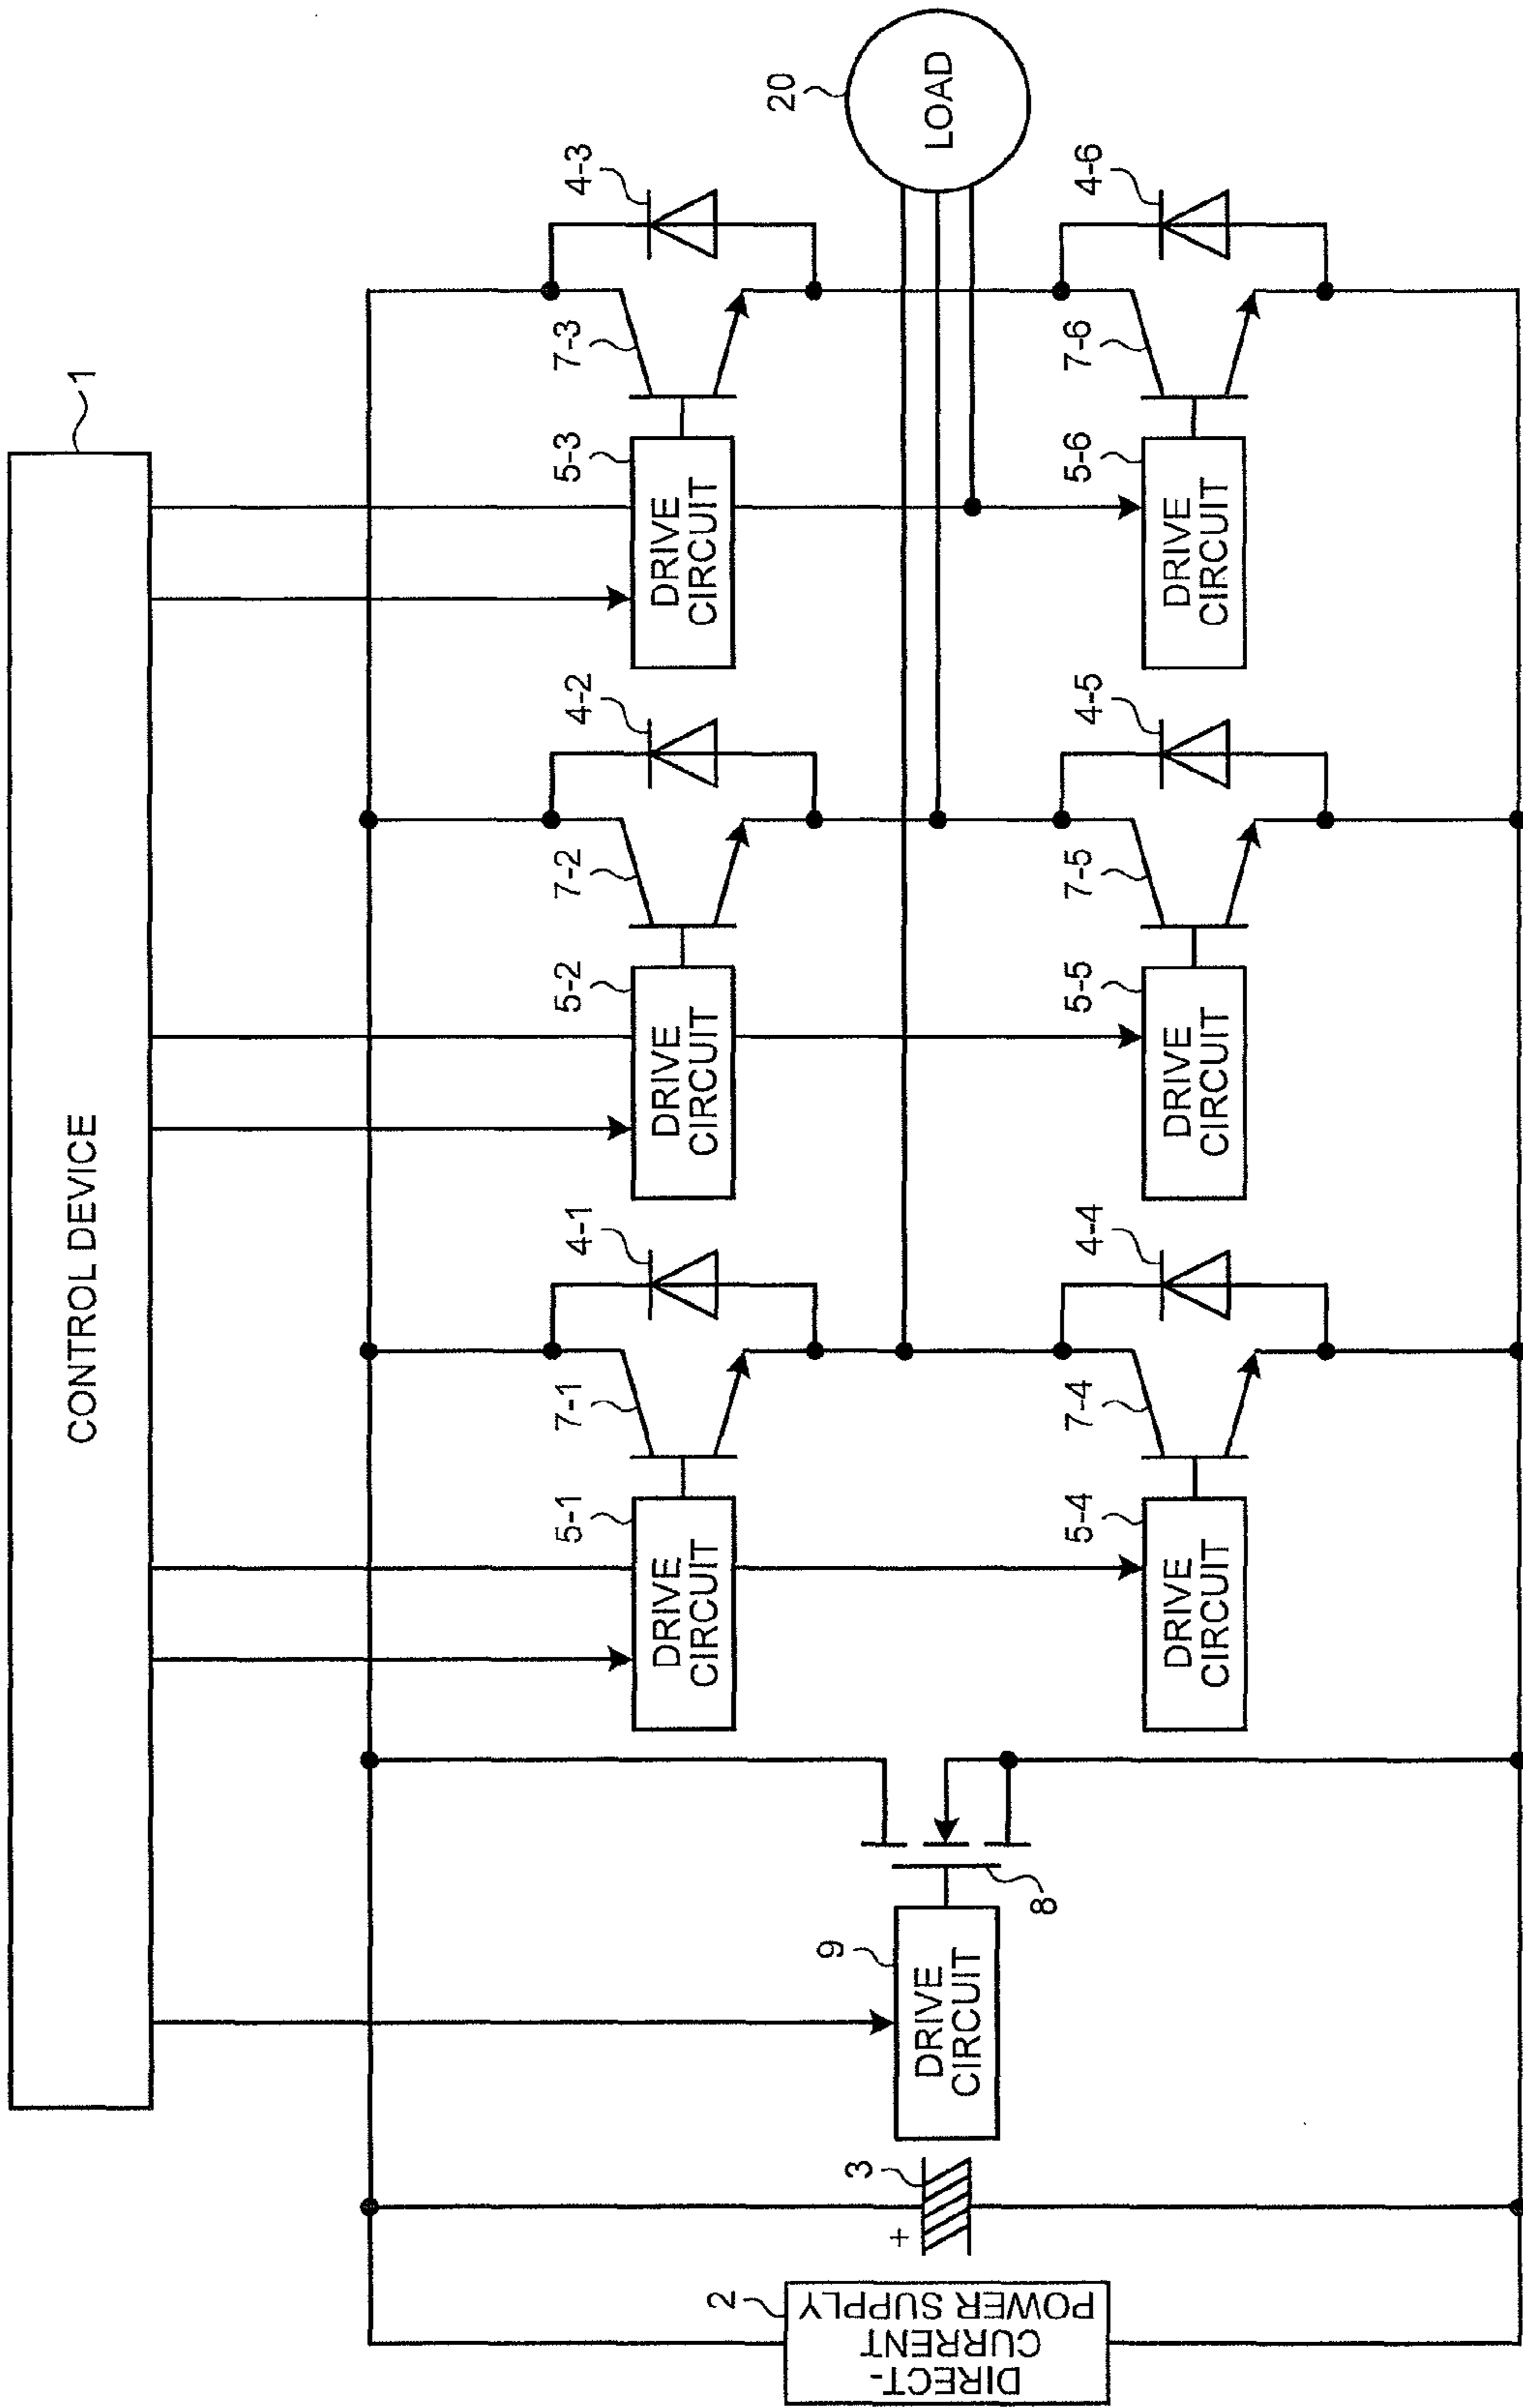 CONTROL DEVICE
1
4-1
4-2
4-3
7-1
7-2
7-3
5-1
5-2
5-3
DRIVE
CIRCUIT
DRIVE
CIRCUIT
DRIVE
CIRCUIT
20
LOAD
2
DIRECT-
CURRENT
POWER SUPPLY
3
+
9
DRIVE
CIRCUIT
8
4-4
4-5
4-6
7-4
7-5
7-6
5-4
5-5
5-6
DRIVE
CIRCUIT
DRIVE
CIRCUIT
DRIVE
CIRCUIT